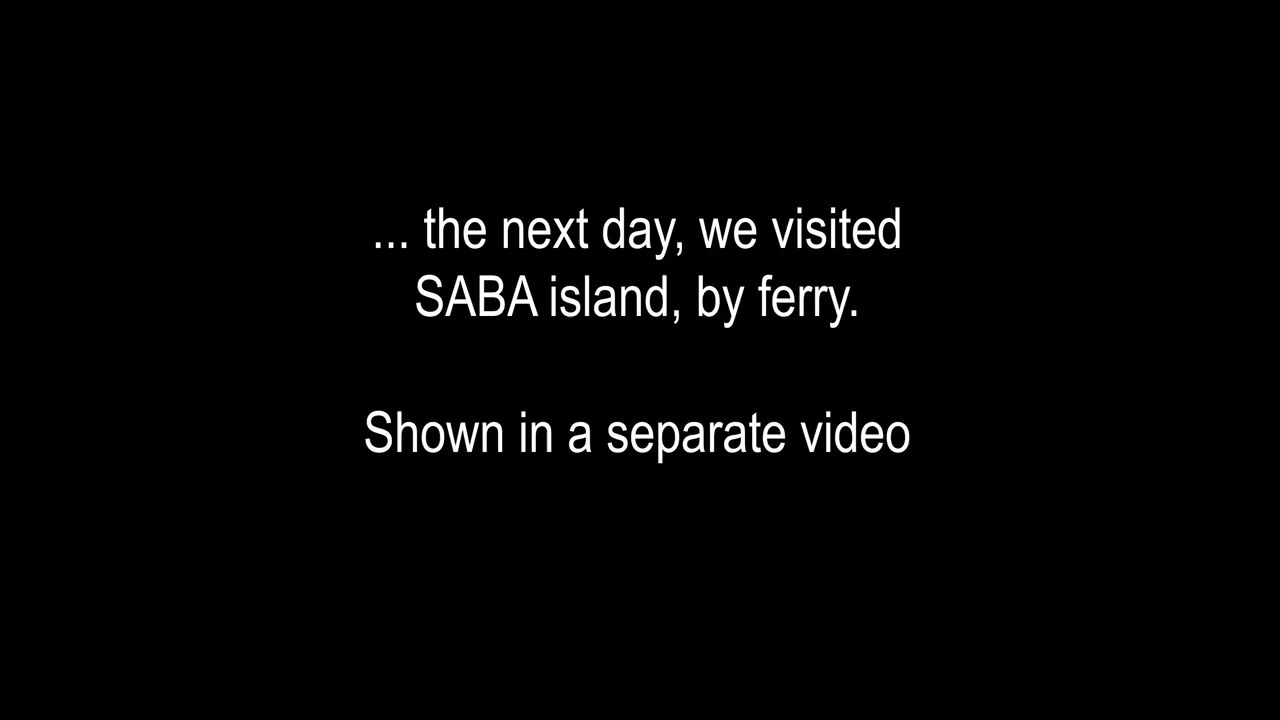 ... the next day, we visited
SABA island, by ferry.
Shown in a separate video